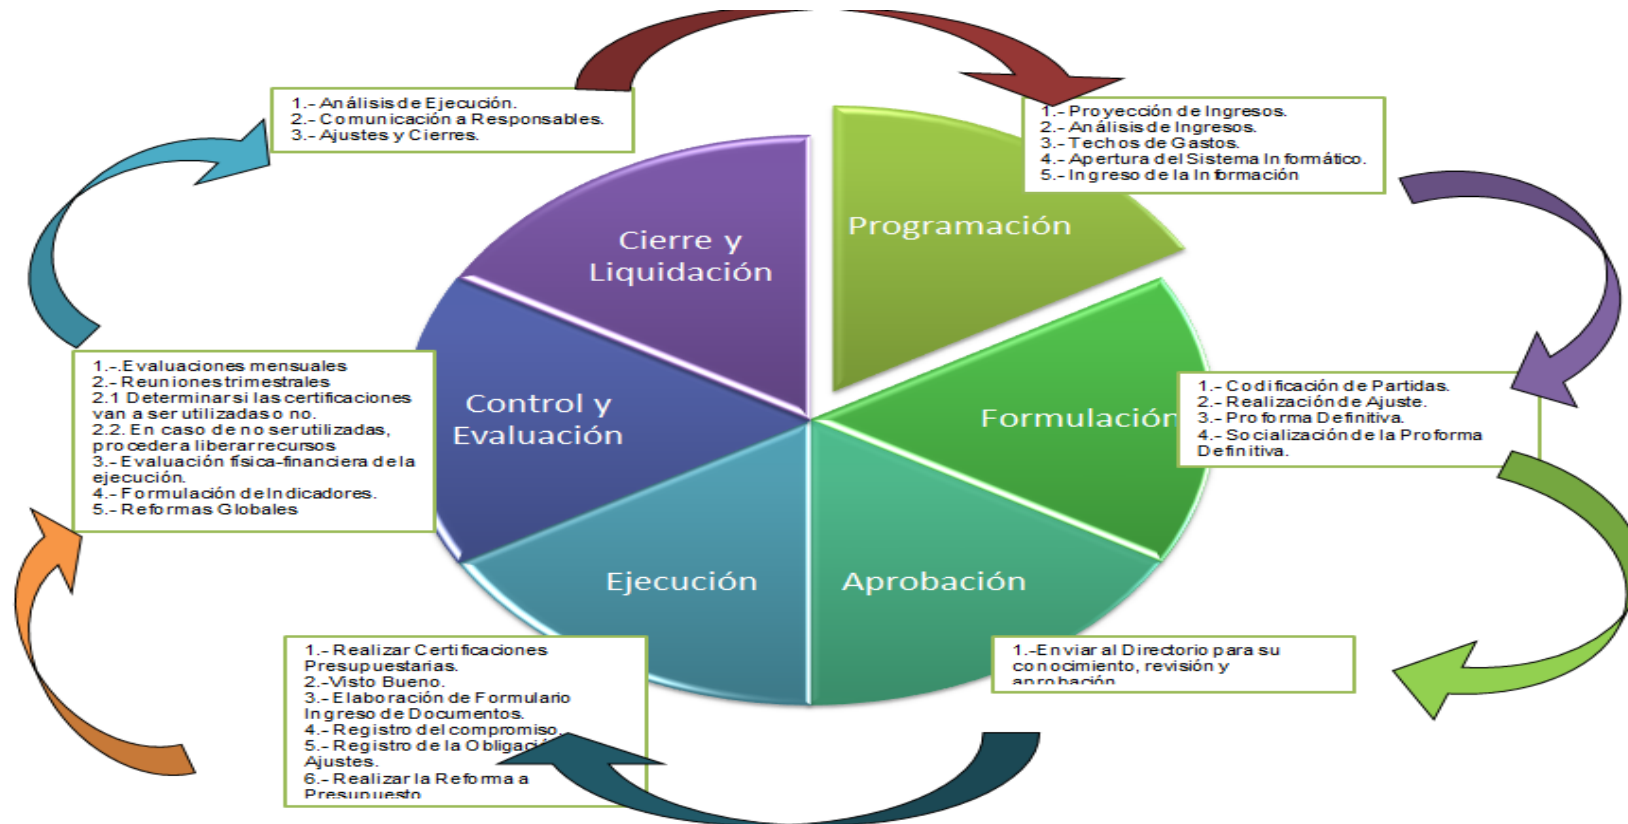 1.- Análisis de Ejecución.
2.- Comunicación a Responsables.
3.- Ajustes y Cierres.
1.- Proyección de Ingresos.
2.- Análisis de Ingresos.
3.- Techos de Gastos.
4.- Apertura del Sistema Informático.
5.- Ingreso de la Información
Cierre y
Liquidación
Programación
1.-.Evaluaciones mensuales
2.- Reuniones trimestrales
2.1 Determinar si las certificaciones
van a ser utilizadas o no.
2.2. En caso de no ser utilizadas,
proceder a liberar recursos
3.- Evaluación física-financiera de la
ejecución.
4.- Formulación de Indicadores.
5.- Reformas Globales
Control y
Evaluación
Formulación
1.- Codificación de Partidas.
2.- Realización de Ajuste.
3.- Proforma Definitiva.
4.- Socialización de la Proforma
Definitiva.
Ejecución
Aprobación
1.- Realizar Certificaciones
Presupuestarias.
2.-Visto Bueno.
3.- Elaboración de Formulario
Ingreso de Documentos.
4.- Registro del compromiso.
5.- Registro de la Obligació
Ajustes.
6.- Realizar la Reforma a
Presupuesto
1.-Enviar al Directorio para su
conocimiento, revisión y
aprobación